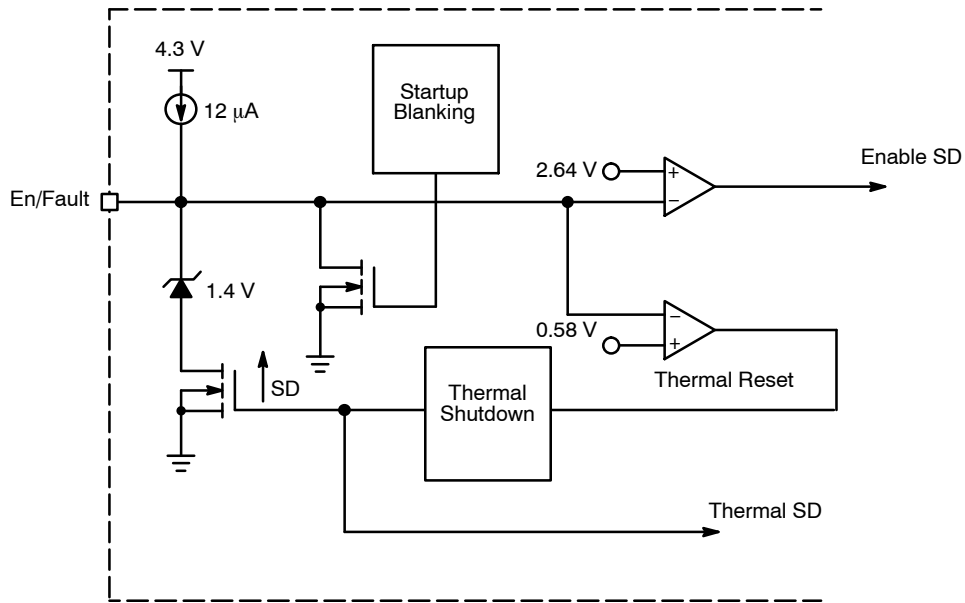 4.3 V
12 μA
Startup
Blanking
2.64 V
+
−
Enable SD
En/Fault
1.4 V
−
0.58 V
+
Thermal Reset
SD
Thermal
Shutdown
Thermal SD